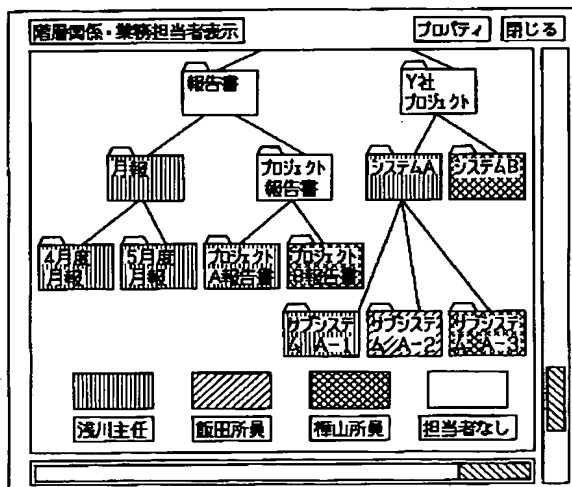 階層関係・業務担当者表示
プロパティ
閉じる
報告書
Y社
プロジェクト
月報
プロジェクト
報告書
システムA
システムB
4月度
月報
5月度
月報
プロジェクト
A報告書
プロジェクト
B報告書
サブシステ
ム A-1
サブシステ
ム A-2
サブシステ
ム A-3
浅川主任
飯田所員
樺山所員
担当者なし